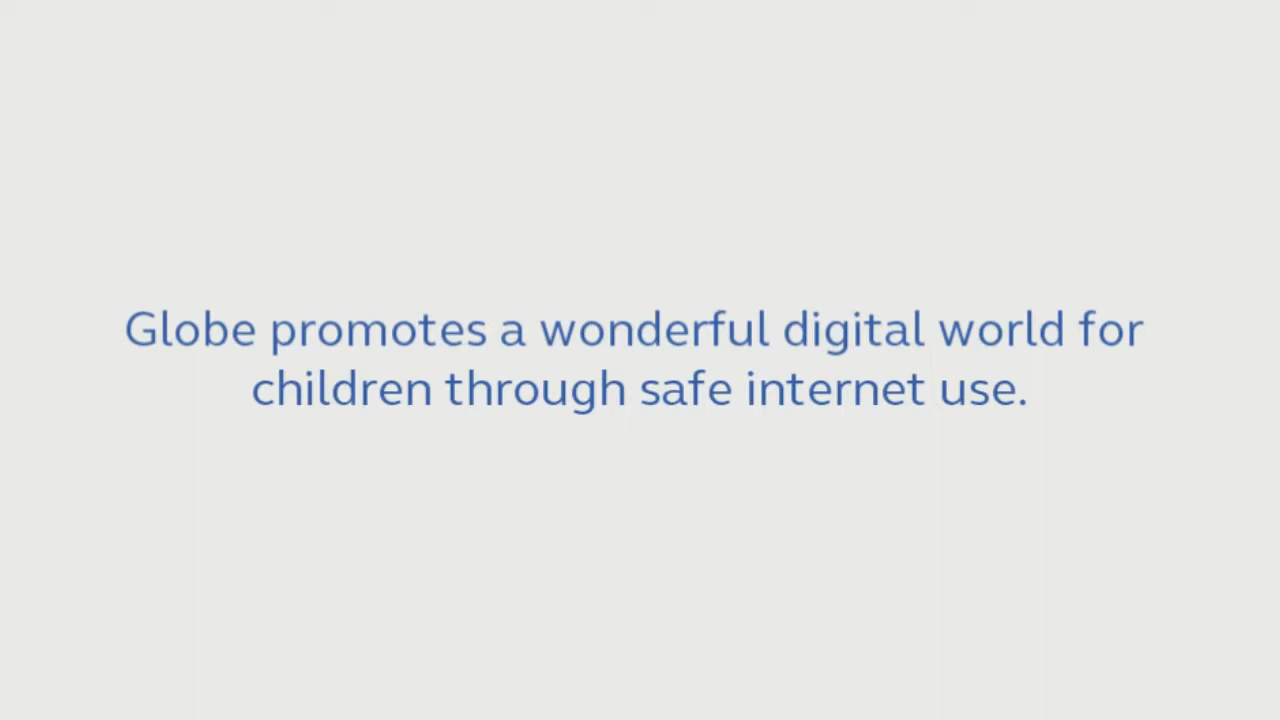 Globe promotes a wonderful digital world for
children through safe internet use.